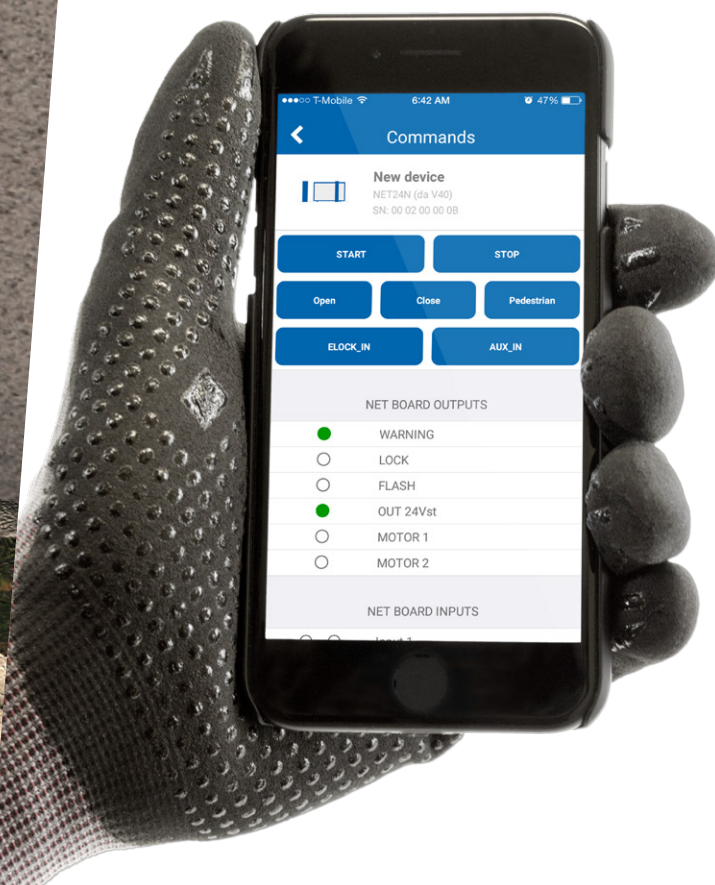 T-Mobile 6:42 AM 47%
Commands
New device
NET24N (da V40)
SN: 00 02 00 00 0B
START STOP
Open Close Pedestrian
ELOCK_IN AUX_IN
NET BOARD OUTPUTS
WARNING
LOCK
FLASH
OUT 24Vst
MOTOR 1
MOTOR 2
NET BOARD INPUTS